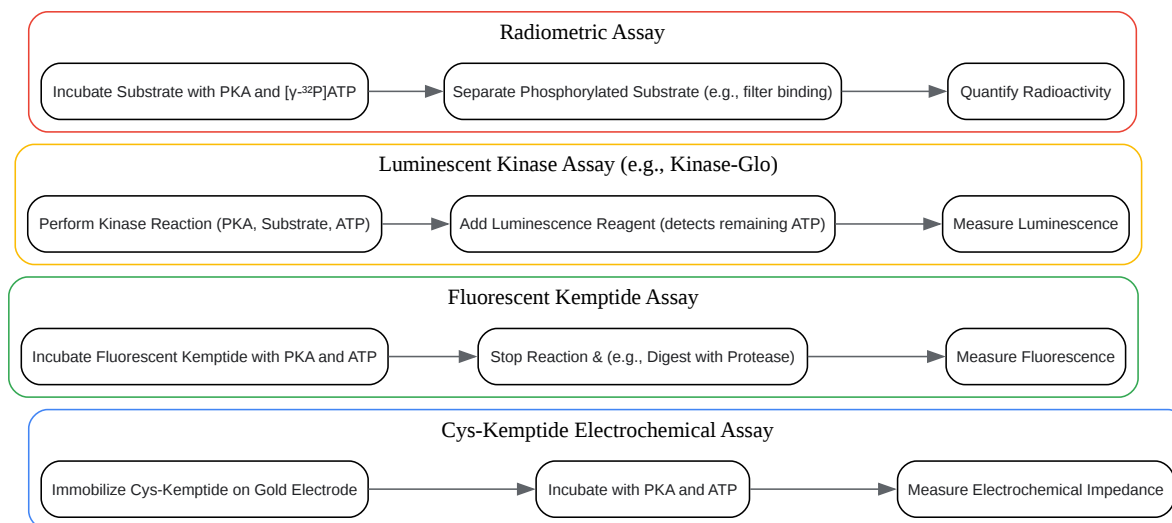 Radiometric Assay
Incubate Substrate with PKA and [γ-³²P]ATP
Separate Phosphorylated Substrate (e.g., filter binding)
Quantify Radioactivity
Luminescent Kinase Assay (e.g., Kinase-Glo)
Perform Kinase Reaction (PKA, Substrate, ATP)
Add Luminescence Reagent (detects remaining ATP)
Measure Luminescence
Fluorescent Kemptide Assay
Incubate Fluorescent Kemptide with PKA and ATP
Stop Reaction & (e.g., Digest with Protease)
Measure Fluorescence
Cys-Kemptide Electrochemical Assay
Immobilize Cys-Kemptide on Gold Electrode
Incubate with PKA and ATP
Measure Electrochemical Impedance